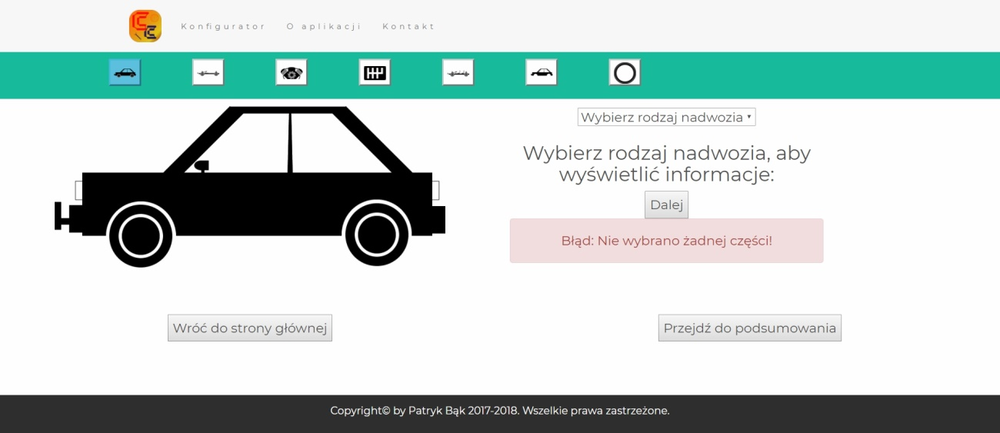 Konfigurator O aplikacji Kontakt
Wybierz rodzaj nadwozia
Wybierz rodzaj nadwozia, aby
wyświetlić informacje:
Dalej
Błąd: Nie wybrano żadnej części!
Wróć do strony głównej
Przejdź do podsumowania
Copyright© by Patryk Bąk 2017-2018. Wszelkie prawa zastrzeżone.